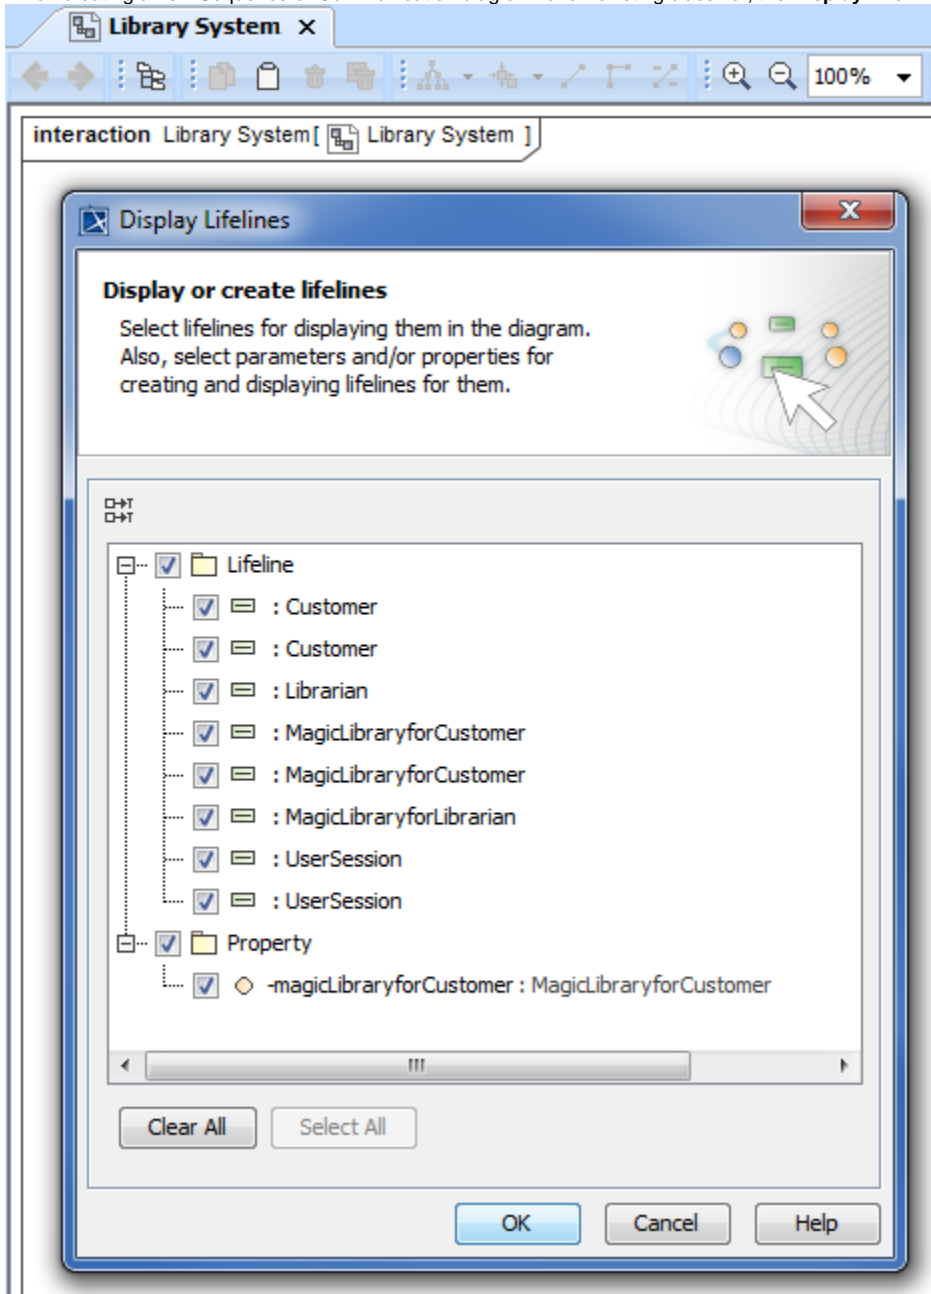 Library System X
100%
interaction Library System[ Library System ]
Display Lifelines
Display or create lifelines
Select lifelines for displaying them in the diagram.
Also, select parameters and/or properties for
creating and displaying lifelines for them.
Lifeline
: Customer
: Customer
: Librarian
: MagicLibraryforCustomer
: MagicLibraryforCustomer
: MagicLibraryforLibrarian
: UserSession
: UserSession
Property
-magicLibraryforCustomer : MagicLibraryforCustomer
Clear All Select All
OK Cancel Help